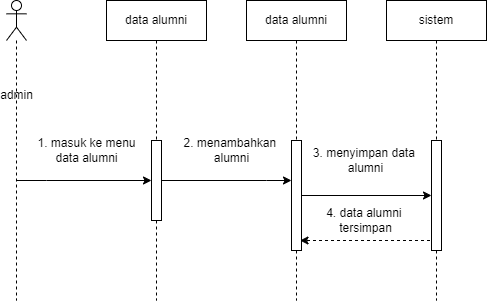 data alumni
data alumni
sistem
admin
1. masuk ke menu
data alumni
2. menambahkan
alumni
3. menyimpan data
alumni
4. data alumni
tersimpan